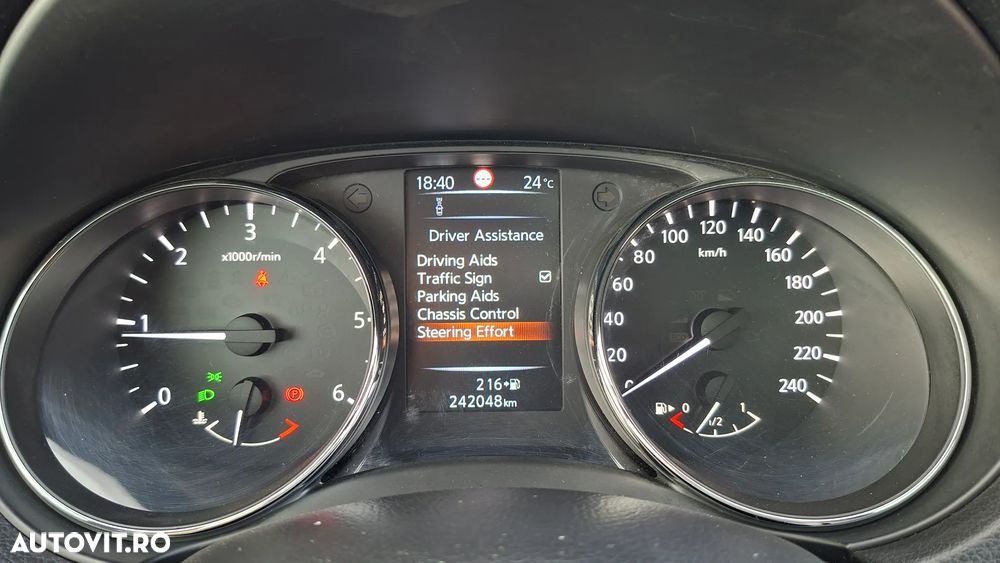 18:40 24°C
Driver Assistance
Driving Aids
Traffic Sign
Parking Aids
Chassis Control
Steering Effort
216
242048km
0 1 2 3 4 5 6
x1000r/min
P
0 20 40 60 80 100 120 140 160 180 200 220 240
km/h
0 1/2 1
AUTOVIT.RO